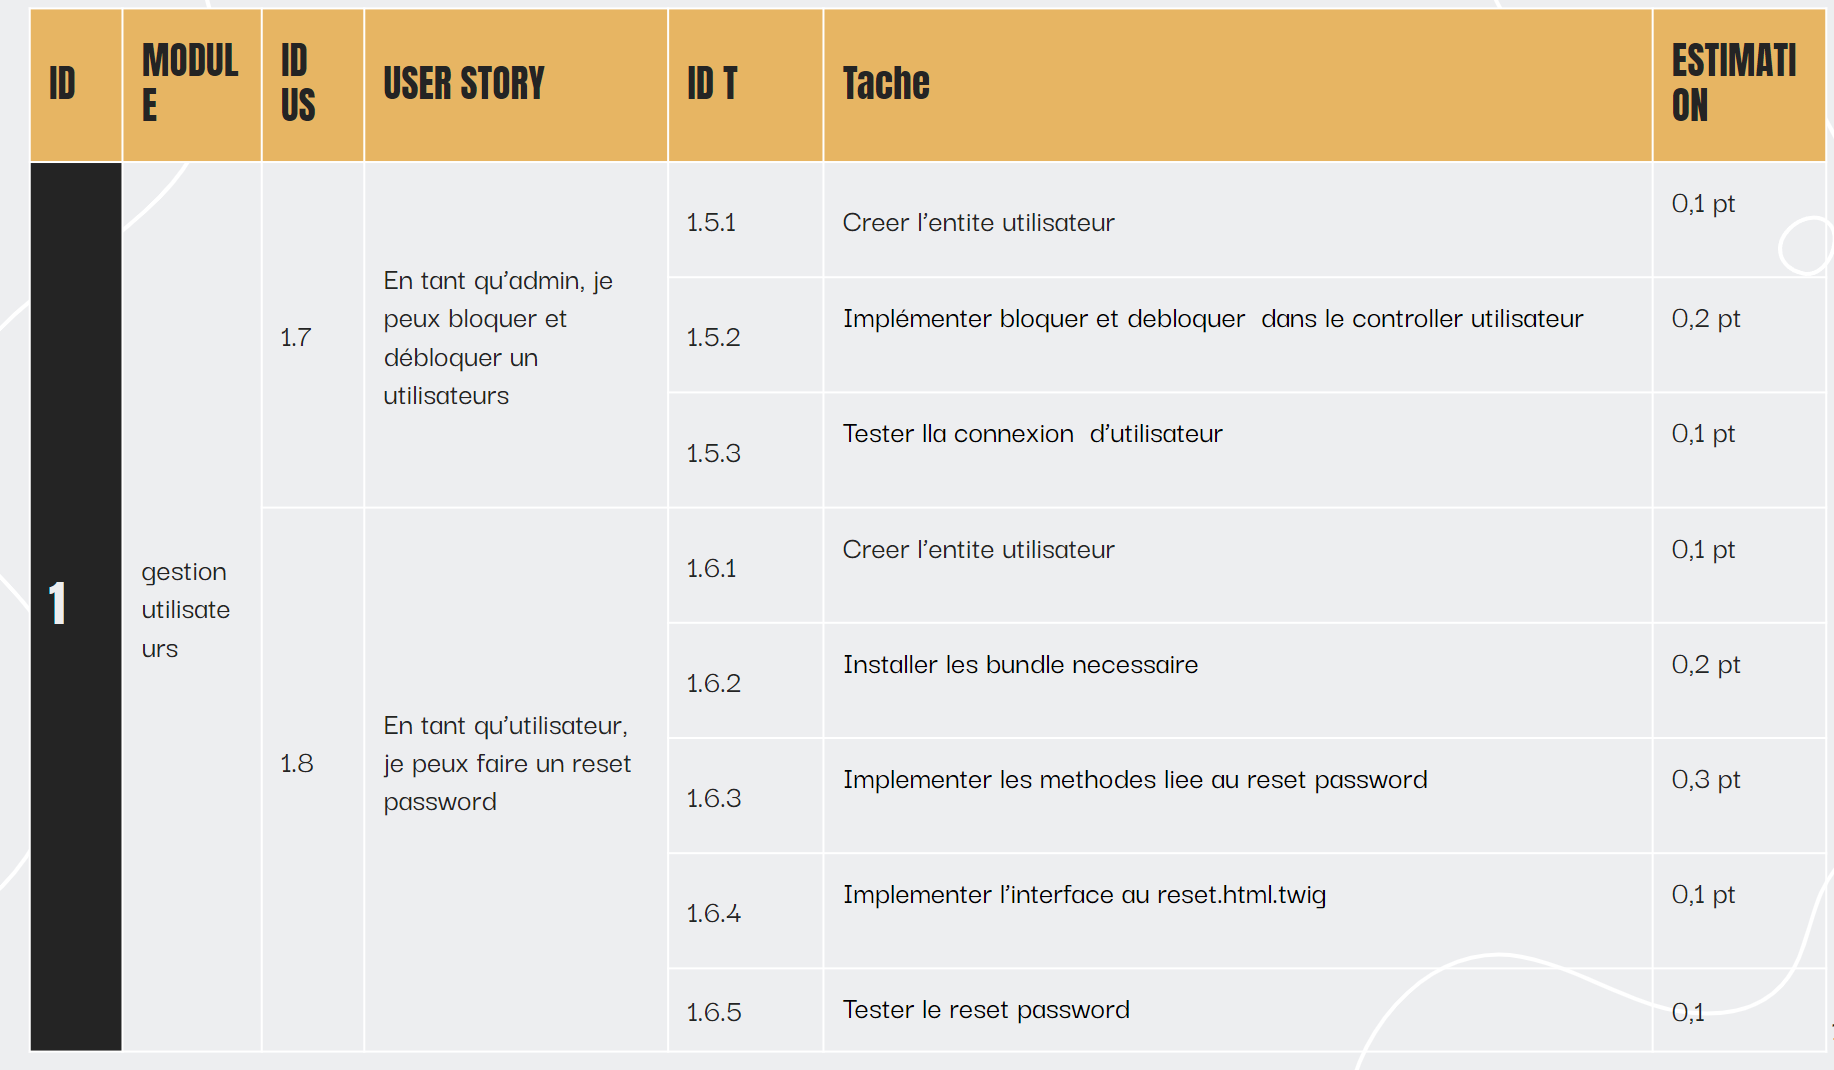 ID
MODUL
E
ID
US
USER STORY
ID T
Tache
ESTIMATI
ON
1
gestion
utilisate
urs
1.7
En tant qu’admin, je
peux bloquer et
débloquer un
utilisateurs
1.5.1
Creer l’entite utilisateur
0,1 pt
1.5.2
Implémenter bloquer et debloquer  dans le controller utilisateur
0,2 pt
1.5.3
Tester lla connexion  d’utilisateur
0,1 pt
1.8
En tant qu’utilisateur,
je peux faire un reset
password
1.6.1
Creer l’entite utilisateur
0,1 pt
1.6.2
Installer les bundle necessaire
0,2 pt
1.6.3
Implementer les methodes liee au reset password
0,3 pt
1.6.4
Implementer l’interface au reset.html.twig
0,1 pt
1.6.5
Tester le reset password
0,1